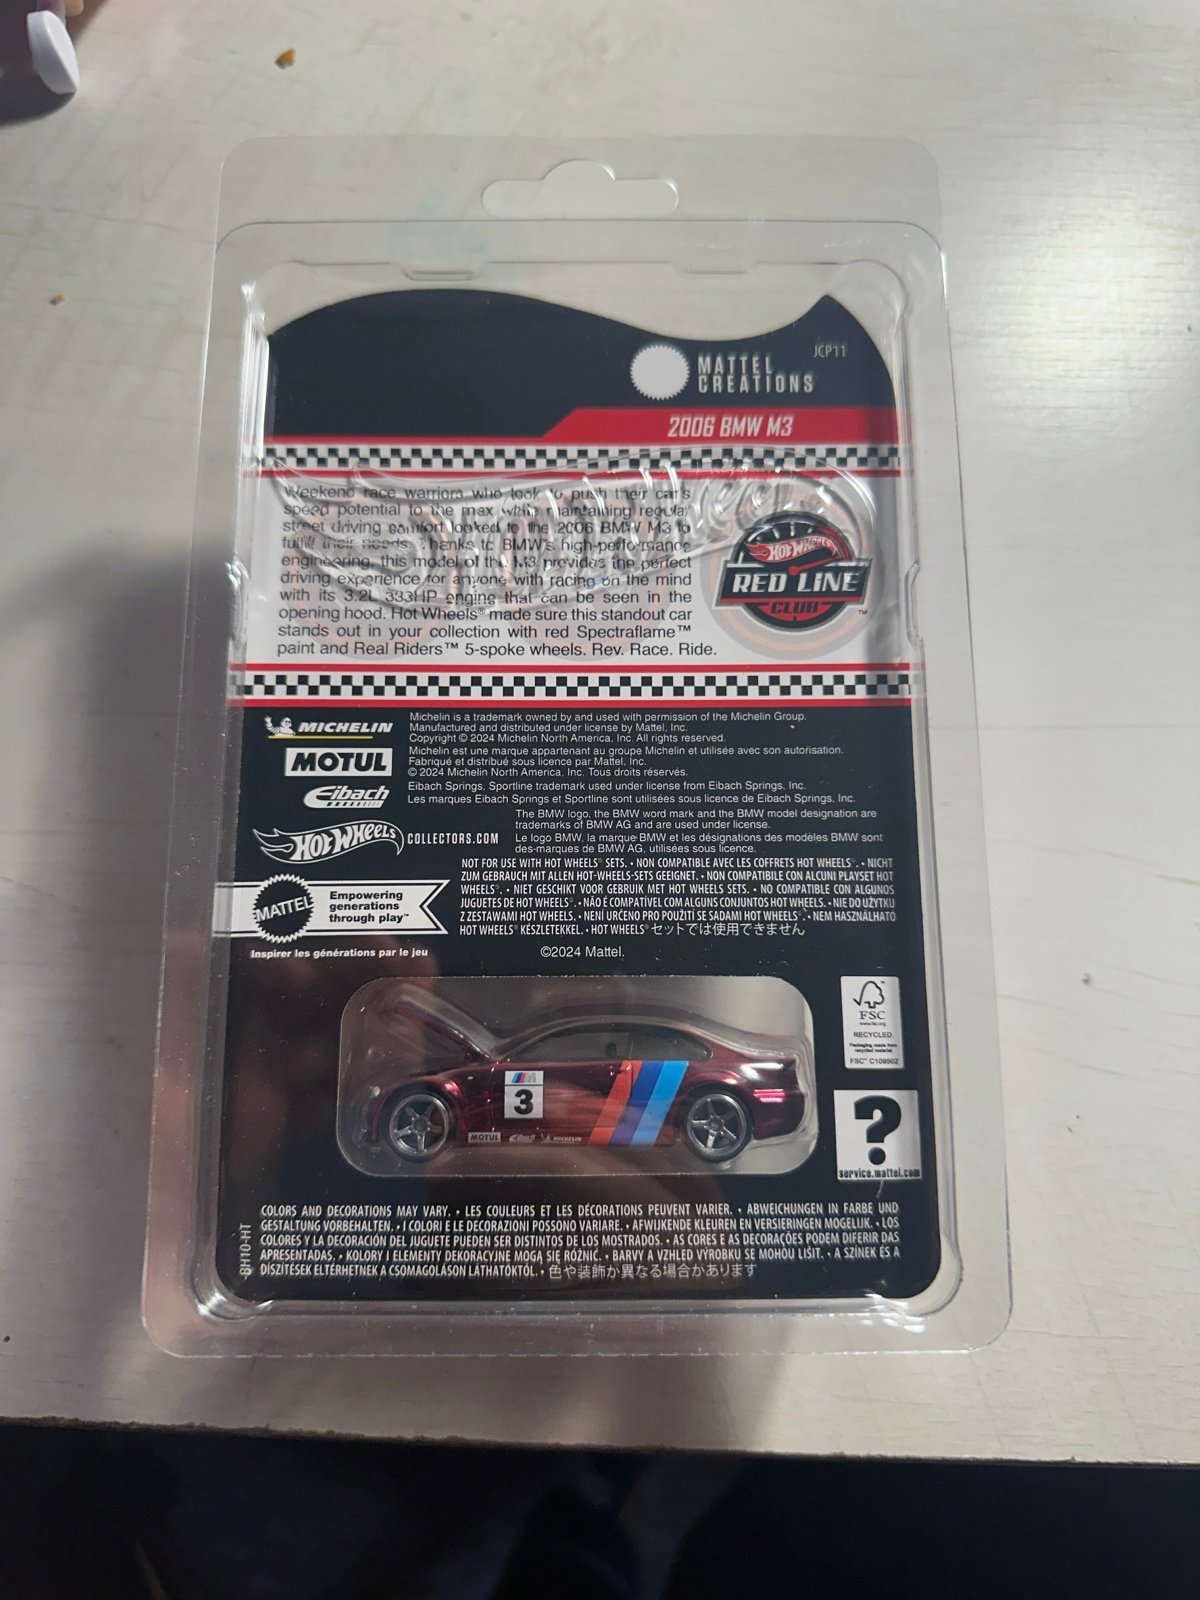 JCP11
MATTEL
CREATIONS
2006 BMW M3
Weekend race warriors who look to push their car's
speed potential to the max while maintaining regular
street driving comfort looked to the 2006 BMW M3 to
fulfill their needs. Thanks to BMW's high-performance
engineering, this model of the M3 provides the perfect
driving experience for anyone with racing on the mind
with its 3.2L 333HP engine that can be seen in the
opening hood. Hot Wheels® made sure this standout car
stands out in your collection with red Spectraflame™
paint and Real Riders™ 5-spoke wheels. Rev. Race. Ride.
HOT WHEELS
RED LINE
CLUB
™
MICHELIN
Michelin is a trademark owned by and used with permission of the Michelin Group.
Manufactured and distributed under license by Mattel, Inc.
Copyright © 2024 Michelin North America, Inc. All rights reserved.
MOTUL
Michelin est une marque appartenant au groupe Michelin et utilisée avec son autorisation.
Fabriqué et distribué sous licence par Mattel, Inc.
© 2024 Michelin North America, Inc. Tous droits réservés.
Eibach
Eibach Springs, Sportline trademark used under license from Eibach Springs, Inc.
Les marques Eibach Springs et Sportline sont utilisées sous licence de Eibach Springs, Inc.
The BMW logo, the BMW word mark and the BMW model designation are
trademarks of BMW AG and are used under license.
HOT WHEELS COLLECTORS.COM
Le logo BMW, la marque BMW et les désignations des modèles BMW sont
des marques de BMW AG, utilisées sous licence.
NOT FOR USE WITH HOT WHEELS® SETS. • NON COMPATIBLE AVEC LES COFFRETS HOT WHEELS®. • NICHT
ZUM GEBRAUCH MIT ALLEN HOT-WHEELS-SETS GEEIGNET. • NON COMPATIBILE CON ALCUNI PLAYSET HOT
WHEELS®. • NIET GESCHIKT VOOR GEBRUIK MET HOT WHEELS SETS. • NO COMPATIBLE CON ALGUNOS
JUGUETES DE HOT WHEELS®. • NÃO É COMPATÍVEL COM ALGUNS CONJUNTOS HOT WHEELS. • NIE DO UŻYTKU
Z ZESTAWAMI HOT WHEELS. • NENÍ URČENO PRO POUŽITÍ SE SADAMI HOT WHEELS®. • NEM HASZNÁLHATÓ
HOT WHEELS® KÉSZLETEKKEL. • HOT WHEELS® セットでは使用できません
MATTEL
Empowering
generations
through play™
Inspirer les générations par le jeu
©2024 Mattel.
FSC
www.fsc.org
RECYCLED
Packaging made from
recycled material
FSC® C109502
M
3
MOTUL Eibach MICHELIN
?
service.mattel.com
COLORS AND DECORATIONS MAY VARY. • LES COULEURS ET LES DÉCORATIONS PEUVENT VARIER. • ABWEICHUNGEN IN FARBE UND
GESTALTUNG VORBEHALTEN. • I COLORI E LE DECORAZIONI POSSONO VARIARE. • AFWIJKENDE KLEUREN EN VERSIERINGEN MOGELIJK. • LOS
COLORES Y LA DECORACIÓN DEL JUGUETE PUEDEN SER DISTINTOS DE LOS MOSTRADOS. • AS CORES E AS DECORAÇÕES PODEM DIFERIR DAS
APRESENTADAS. • KOLORY I ELEMENTY DEKORACYJNE MOGĄ SIĘ RÓŻNIĆ. • BARVY A VZHLED VÝROBKU SE MOHOU LIŠIT. • A SZÍNEK ÉS A
DÍSZÍTÉSEK ELTÉRHETNEK A CSOMAGOLÁSON LÁTHATÓKTÓL. • 色や装飾が異なる場合があります
8H10-HT